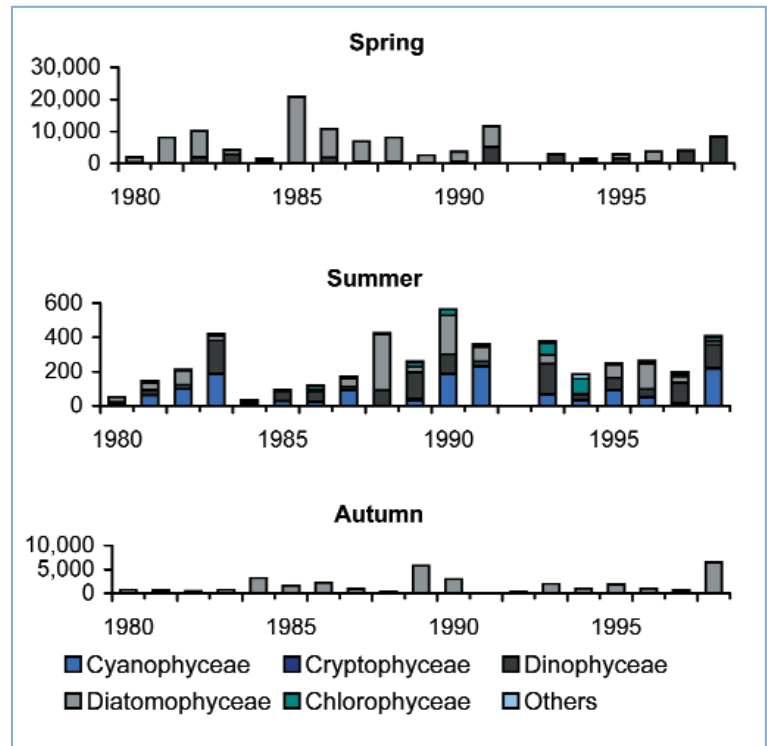 Spring
30,000
20,000
10,000
0
1980 1985 1990 1995
Summer
600
400
200
0
1980 1985 1990 1995
Autumn
10,000
5,000
0
1980 1985 1990 1995
Cyanophyceae Cryptophyceae Dinophyceae
Diatomophyceae Chlorophyceae Others